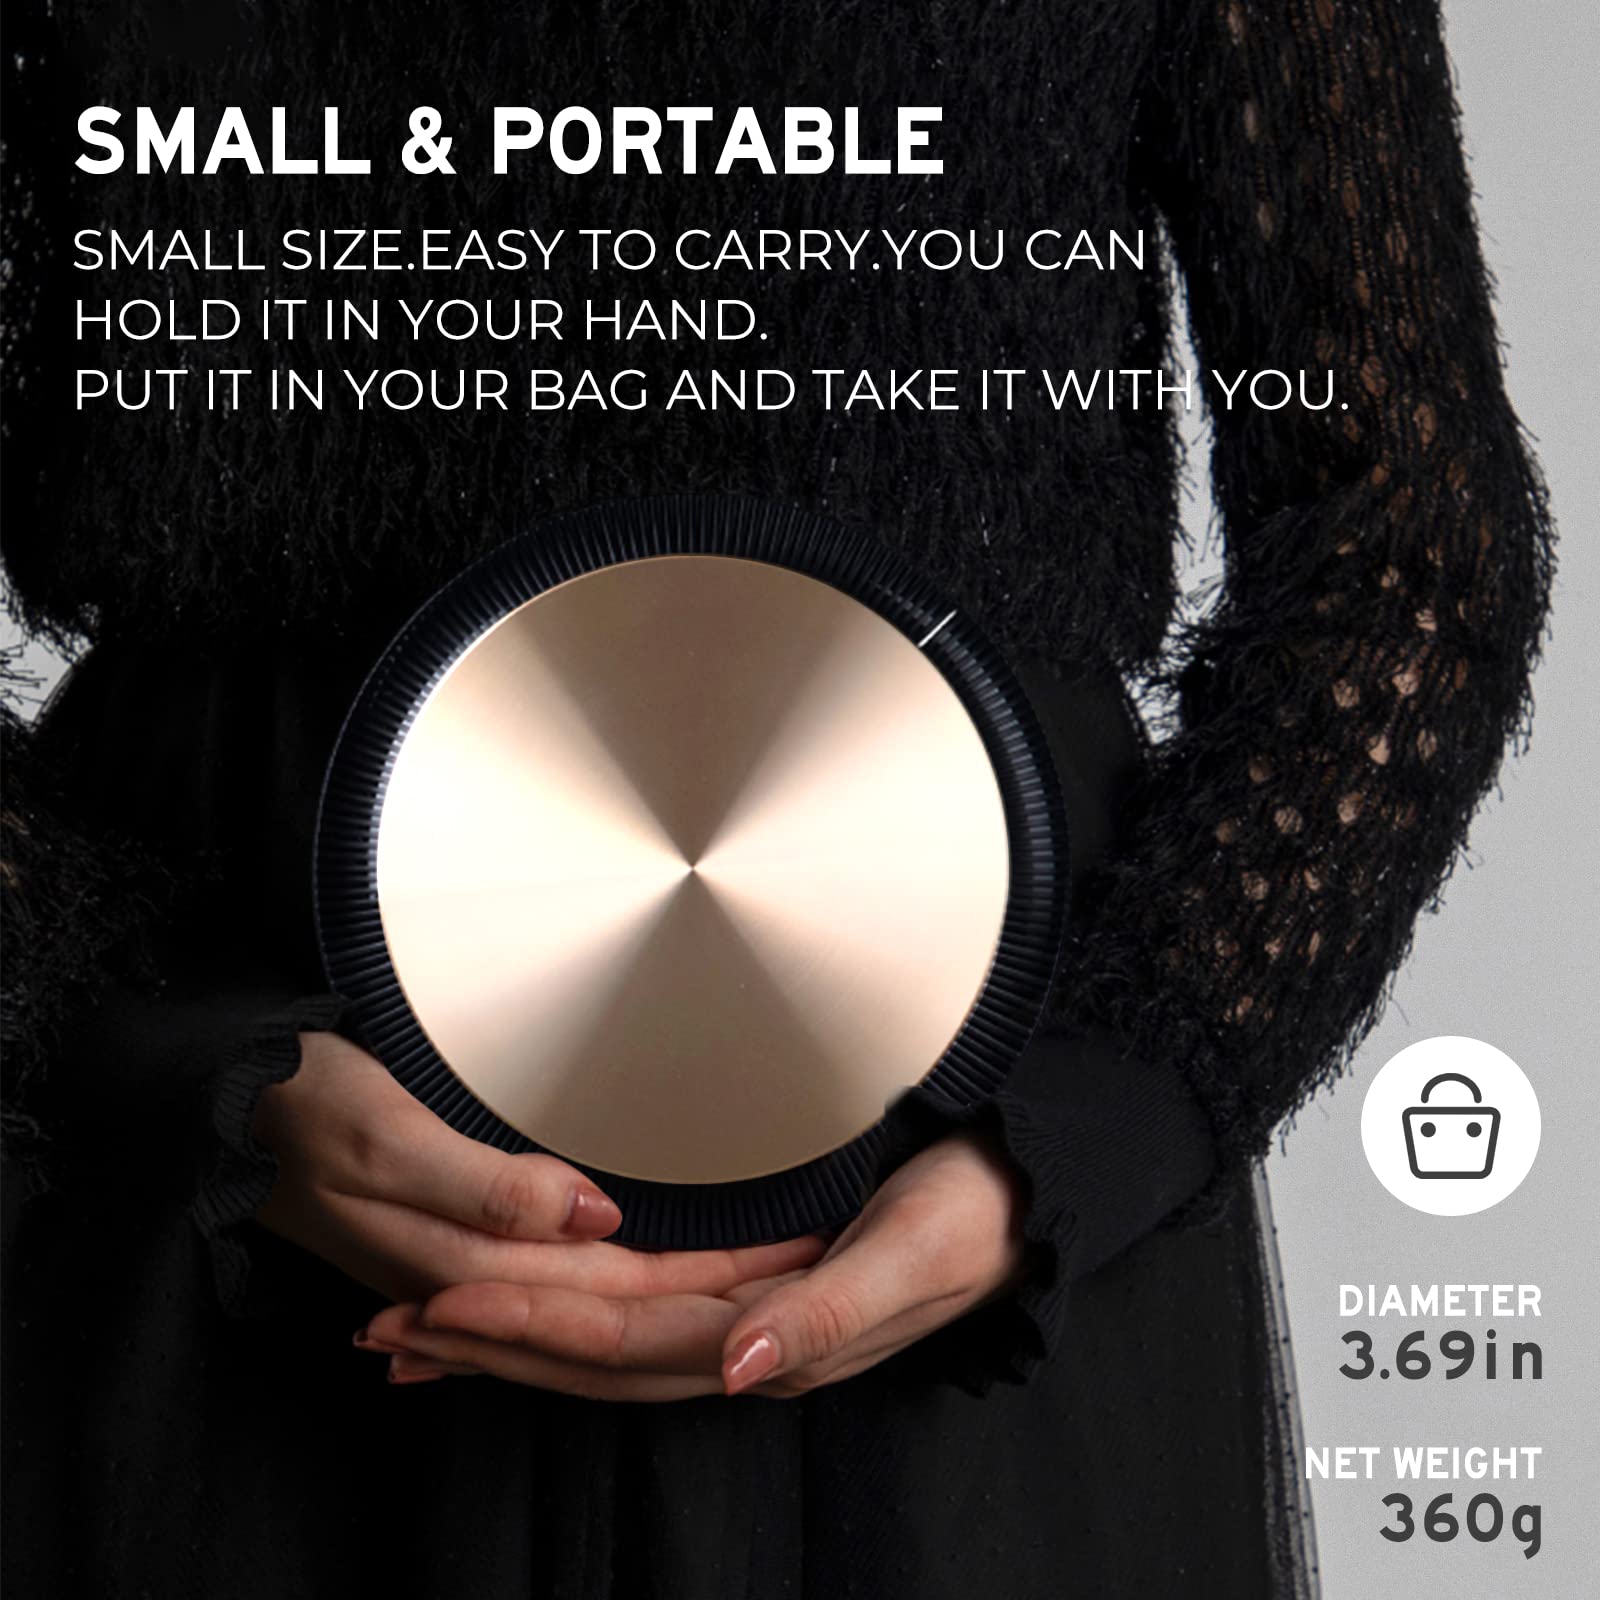 SMALL & PORTABLE
SMALL SIZE.EASY TO CARRY.YOU CAN
HOLD IT IN YOUR HAND.
PUT IT IN YOUR BAG AND TAKE IT WITH YOU.
DIAMETER
3.69in
NET WEIGHT
360g